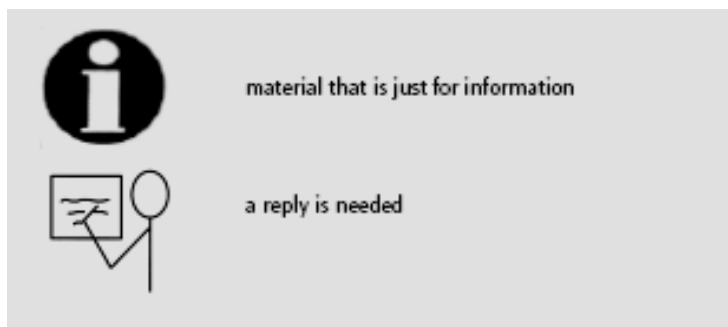 material that is just for information
a reply is needed